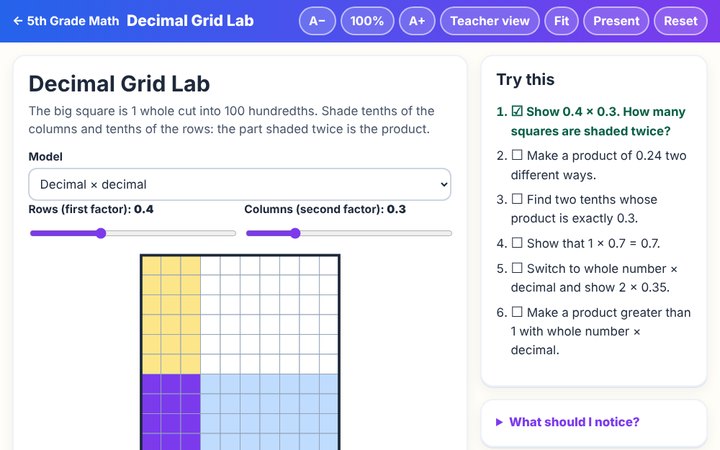 ← 5th Grade Math Decimal Grid Lab A− 100% A+ Teacher view Fit Present Reset
Decimal Grid Lab
The big square is 1 whole cut into 100 hundredths. Shade tenths of the
columns and tenths of the rows: the part shaded twice is the product.
Model
Decimal × decimal
Rows (first factor): 0.4 Columns (second factor): 0.3
Try this
1. ☑ Show 0.4 × 0.3. How many
squares are shaded twice?
2. ☐ Make a product of 0.24 two
different ways.
3. ☐ Find two tenths whose
product is exactly 0.3.
4. ☐ Show that 1 × 0.7 = 0.7.
5. ☐ Switch to whole number ×
decimal and show 2 × 0.35.
6. ☐ Make a product greater than
1 with whole number ×
decimal.
▶ What should I notice?